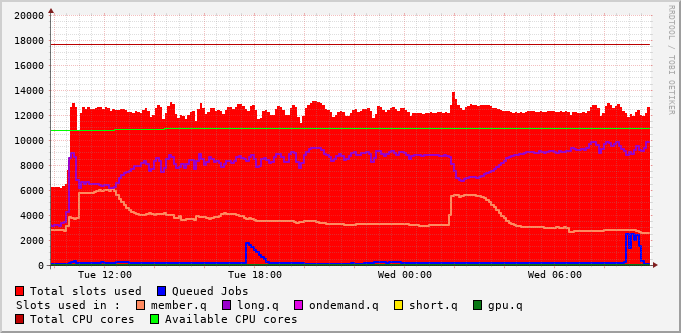 RRDTOOL / TOBI OETIKER
20000
18000
16000
14000
12000
10000
8000
6000
4000
2000
0
Tue 12:00 Tue 18:00 Wed 00:00 Wed 06:00
Total slots used Queued Jobs
Slots used in : member.q long.q ondemand.q short.q gpu.q
Total CPU cores Available CPU cores